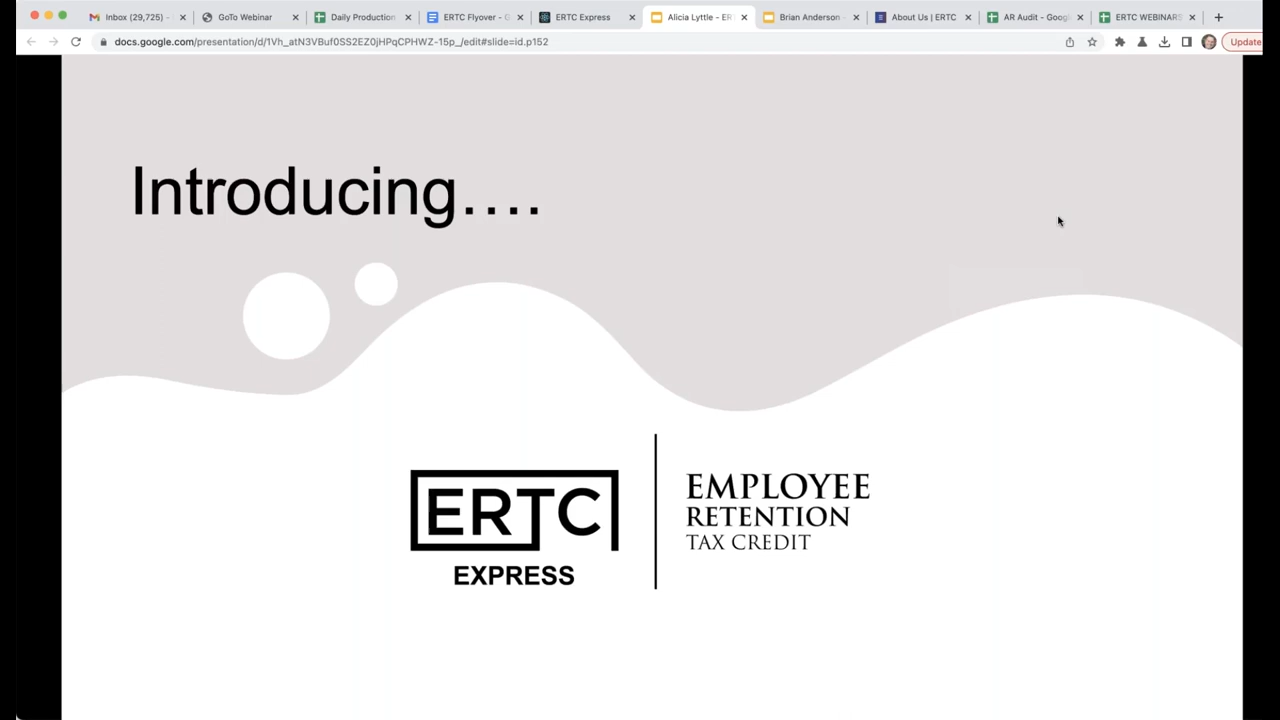 Inbox (29,725) -
GoTo Webinar
Daily Production
ERTC Flyover - G
ERTC Express
Alicia Lyttle - ER
Brian Anderson -
About Us | ERTC
AR Audit - Googl
ERTC WEBINARS
docs.google.com/presentation/d/1Vh_atN3VBuf0SS2EZ0jHPqCPHWZ-15p_/edit#slide=id.p152
Update
Introducing....
ERTC
EXPRESS
EMPLOYEE
RETENTION
TAX CREDIT